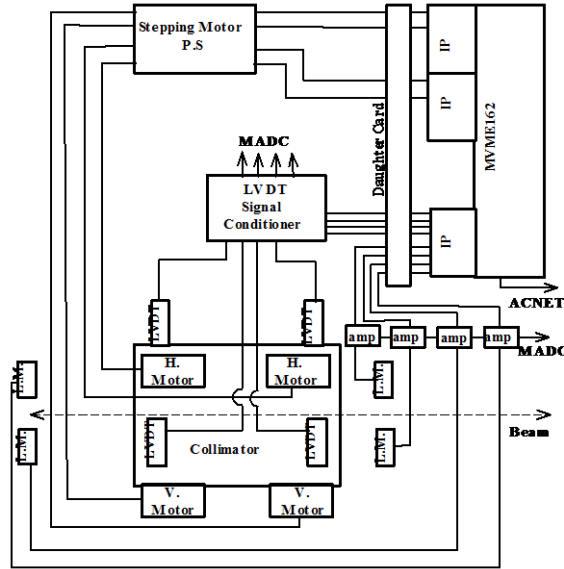 Stepping Motor
P.S
IP
IP
MVME162
Daughter Card
MADC
LVDT
Signal
Conditioner
IP
ACNET
LVDT
LVDT
amp
amp
amp
amp
MADC
H.
Motor
H.
Motor
L.M.
L.M.
Beam
LVDT
Collimator
LVDT
L.M.
L.M.
V.
Motor
V.
Motor